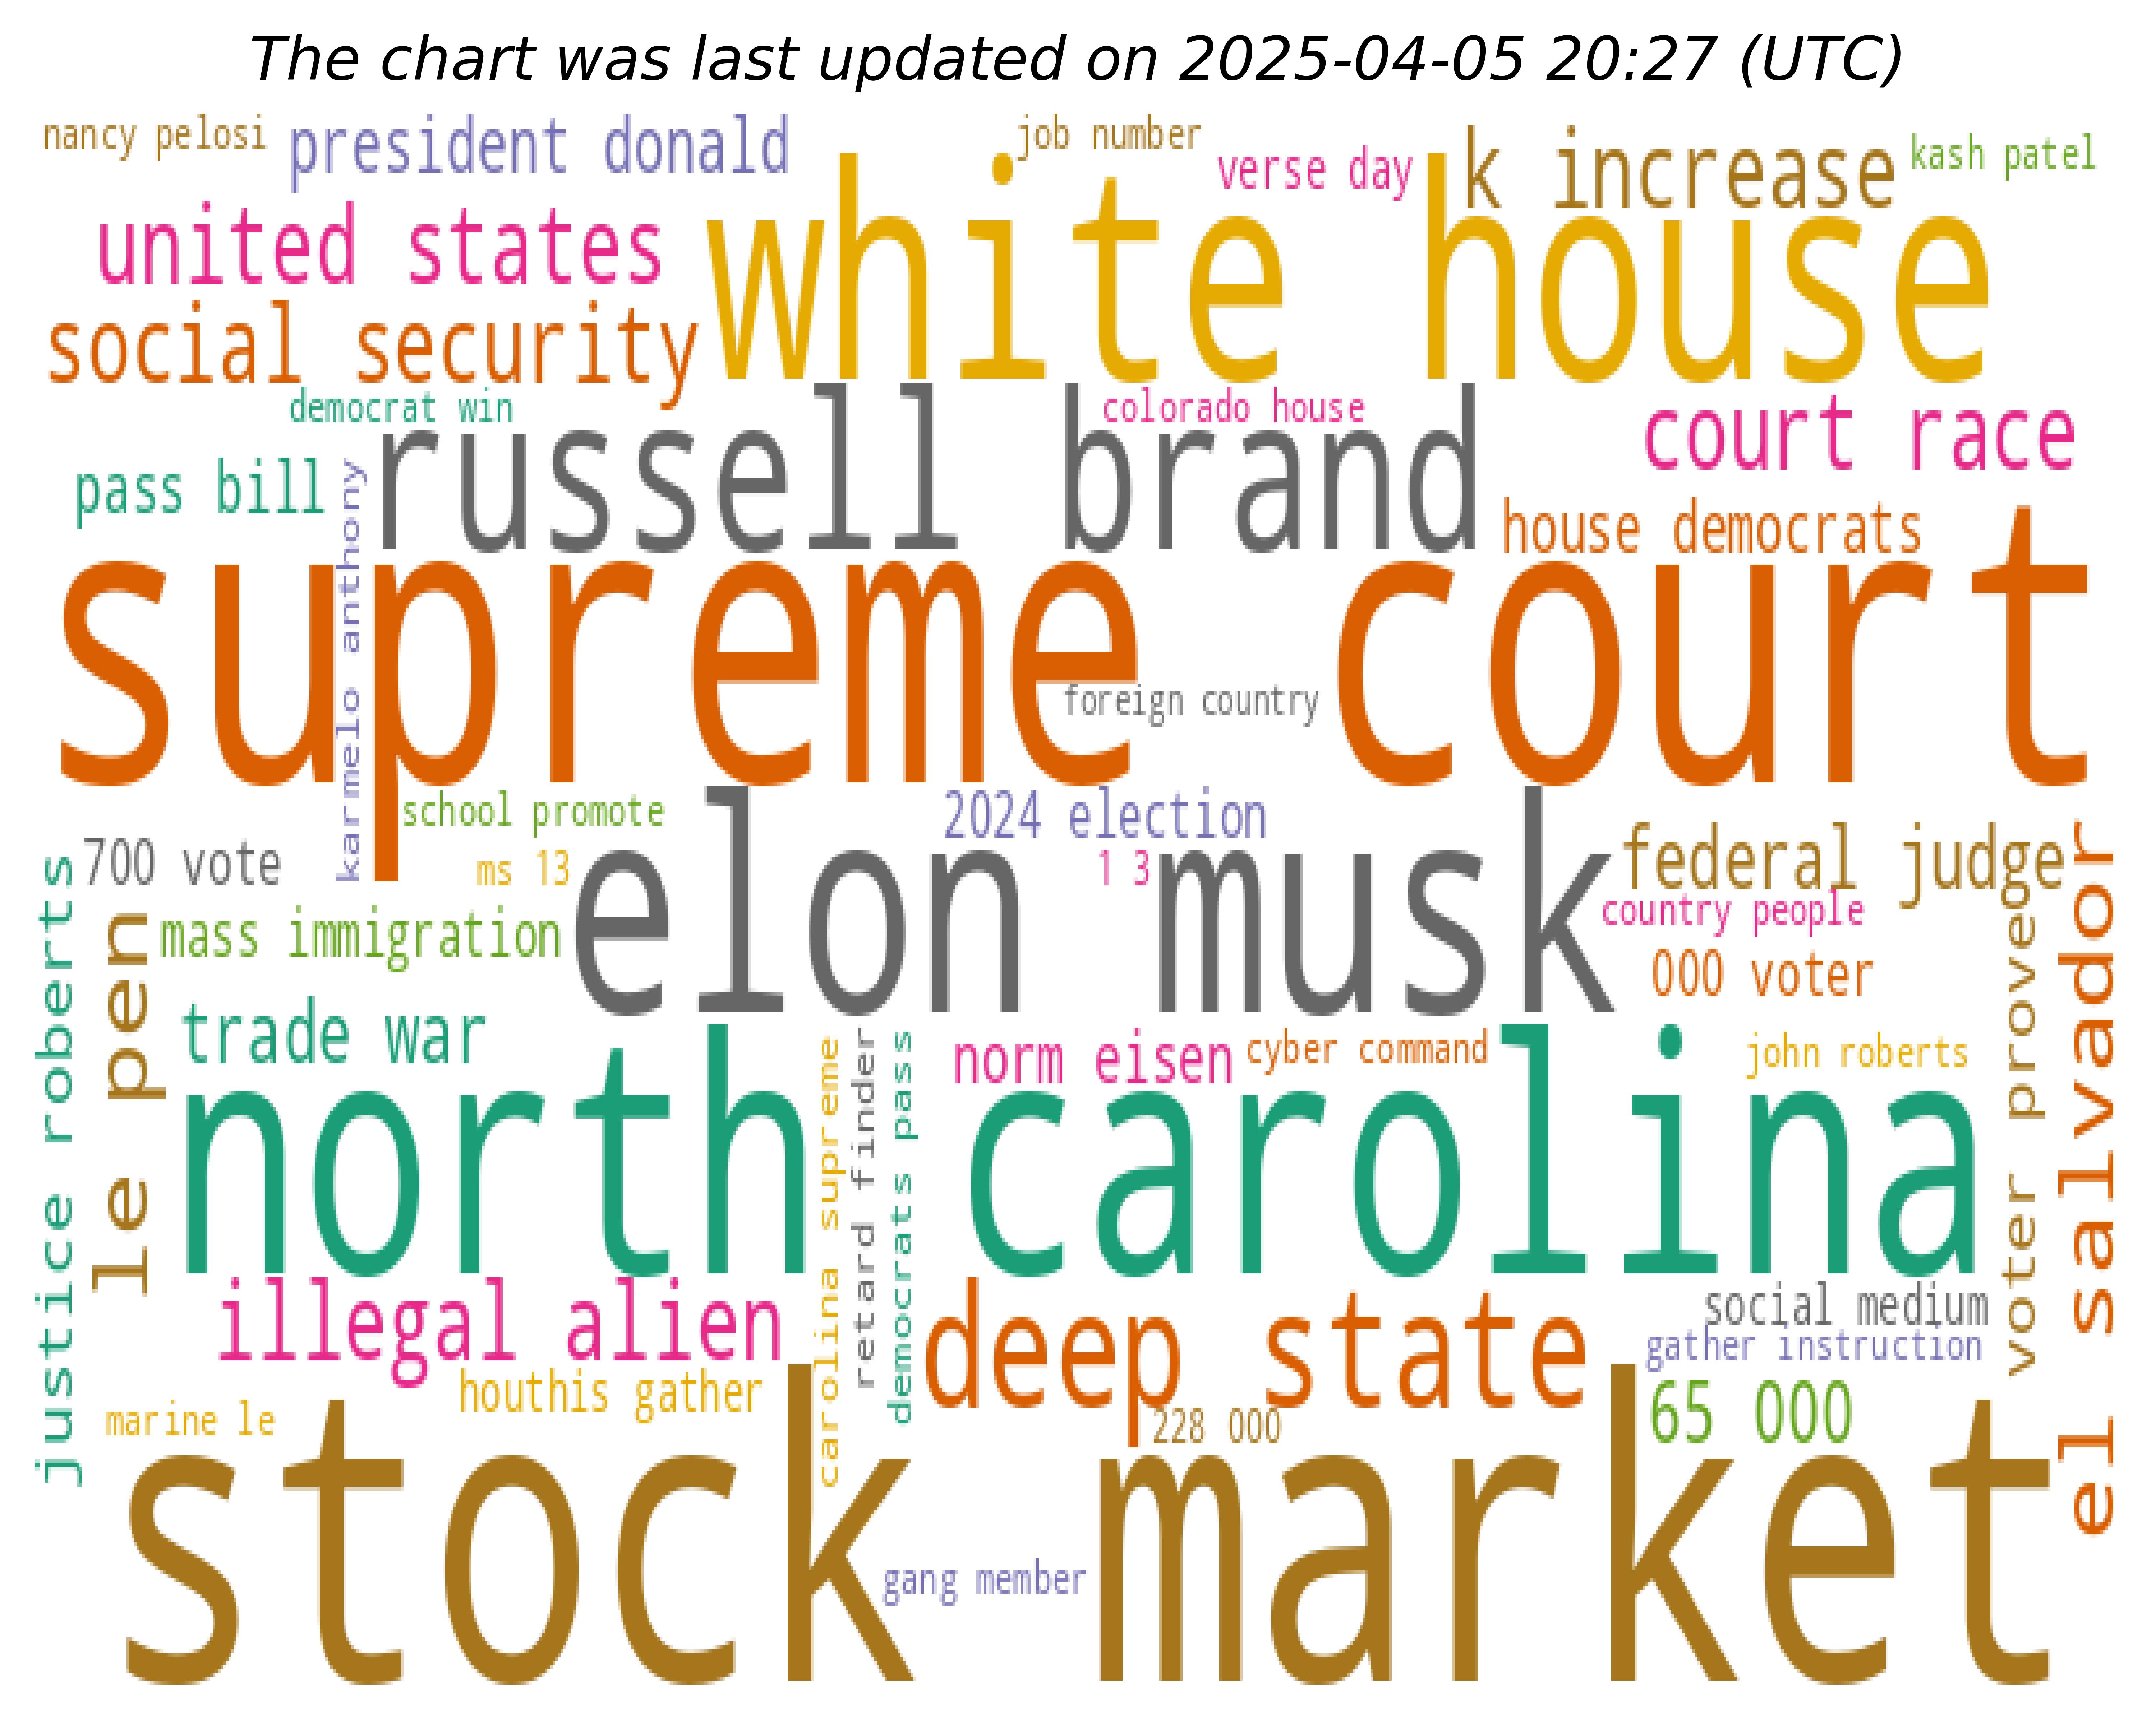 The chart was last updated on 2025-04-05 20:27 (UTC)
nancy pelosi
president donald
job number
verse day
k increase
kash patel
united states
white house
social security
democrat win
colorado house
court race
russell brand
pass bill
karmelo anthony
house democrats
supreme court
foreign country
school promote
2024 election
700 vote
ms 13
elon musk
1 3
federal judge
country people
justice roberts
le pen
mass immigration
000 voter
voter prove
el salvador
trade war
norm eisen
cyber command
john roberts
north carolina
carolina supreme
retard finder
democrats pass
illegal alien
deep state
social medium
gather instruction
houthis gather
marine le
228 000
65 000
stock market
gang member